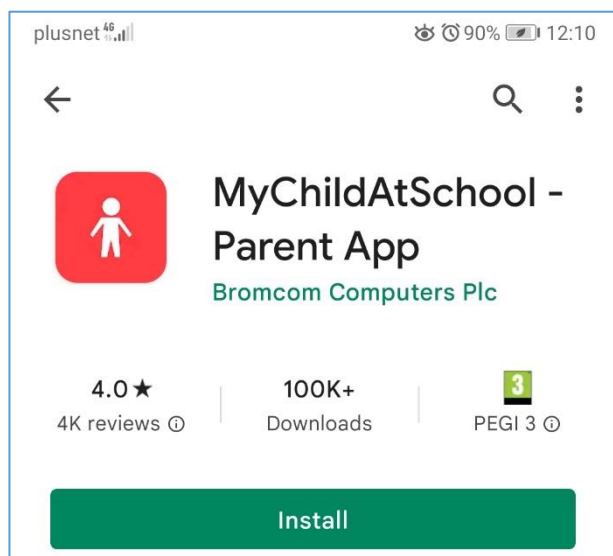 plusnet 4G 90% 12:10
MyChildAtSchool -
Parent App
Bromcom Computers Plc
4.0★ 100K+ 3
4K reviews Downloads PEGI 3
Install